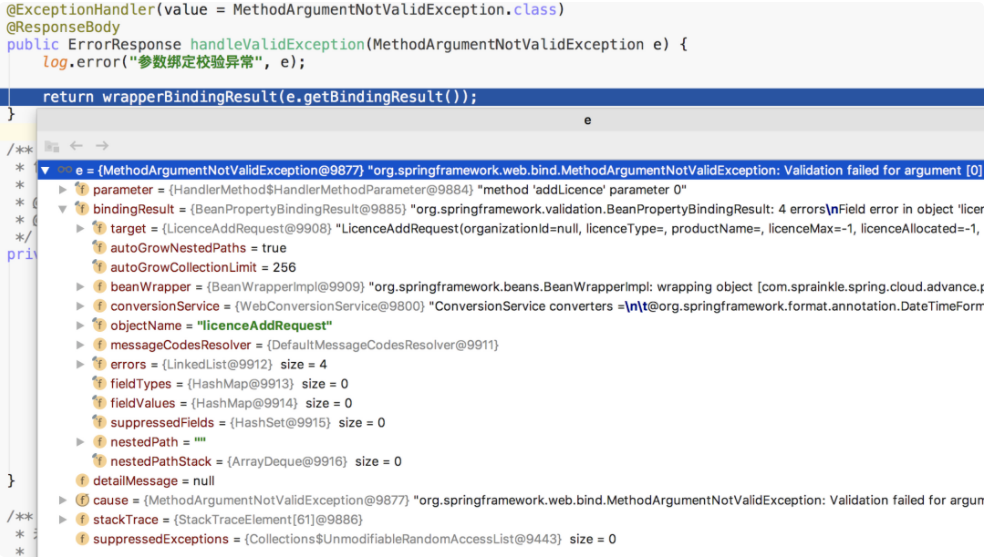 @ExceptionHandler(value = MethodArgumentNotValidException.class)
@ResponseBody
public ErrorResponse handleValidException(MethodArgumentNotValidException e) {
log.error("参数绑定校验异常", e);
return wrapperBindingResult(e.getBindingResult());
}
e
/**
e = {MethodArgumentNotValidException@9877} "org.springframework.web.bind.MethodArgumentNotValidException: Validation failed for argument [0]
*
parameter = {HandlerMethod$HandlerMethodParameter@9884} "method 'addLicence' parameter 0"
*
bindingResult = {BeanPropertyBindingResult@9885} "org.springframework.validation.BeanPropertyBindingResult: 4 errors\nField error in object 'licen
* @
target = {LicenceAddRequest@9908} "LicenceAddRequest(organizationId=null, licenceType=, productName=, licenceMax=-1, licenceAllocated=-1,
* @
*/
autoGrowNestedPaths = true
priv
autoGrowCollectionLimit = 256
beanWrapper = {BeanWrapperImpl@9909} "org.springframework.beans.BeanWrapperImpl: wrapping object [com.sprainkle.spring.cloud.advance.p
conversionService = {WebConversionService@9800} "ConversionService converters =\n\t@org.springframework.format.annotation.DateTimeForm
objectName = "licenceAddRequest"
messageCodesResolver = {DefaultMessageCodesResolver@9911}
errors = {LinkedList@9912} size = 4
fieldTypes = {HashMap@9913} size = 0
fieldValues = {HashMap@9914} size = 0
suppressedFields = {HashSet@9915} size = 0
nestedPath = ""
nestedPathStack = {ArrayDeque@9916} size = 0
}
detailMessage = null
cause = {MethodArgumentNotValidException@9877} "org.springframework.web.bind.MethodArgumentNotValidException: Validation failed for argum
/**
stackTrace = {StackTraceElement[61]@9886}
*
suppressedExceptions = {Collections$UnmodifiableRandomAccessList@9443} size = 0
*